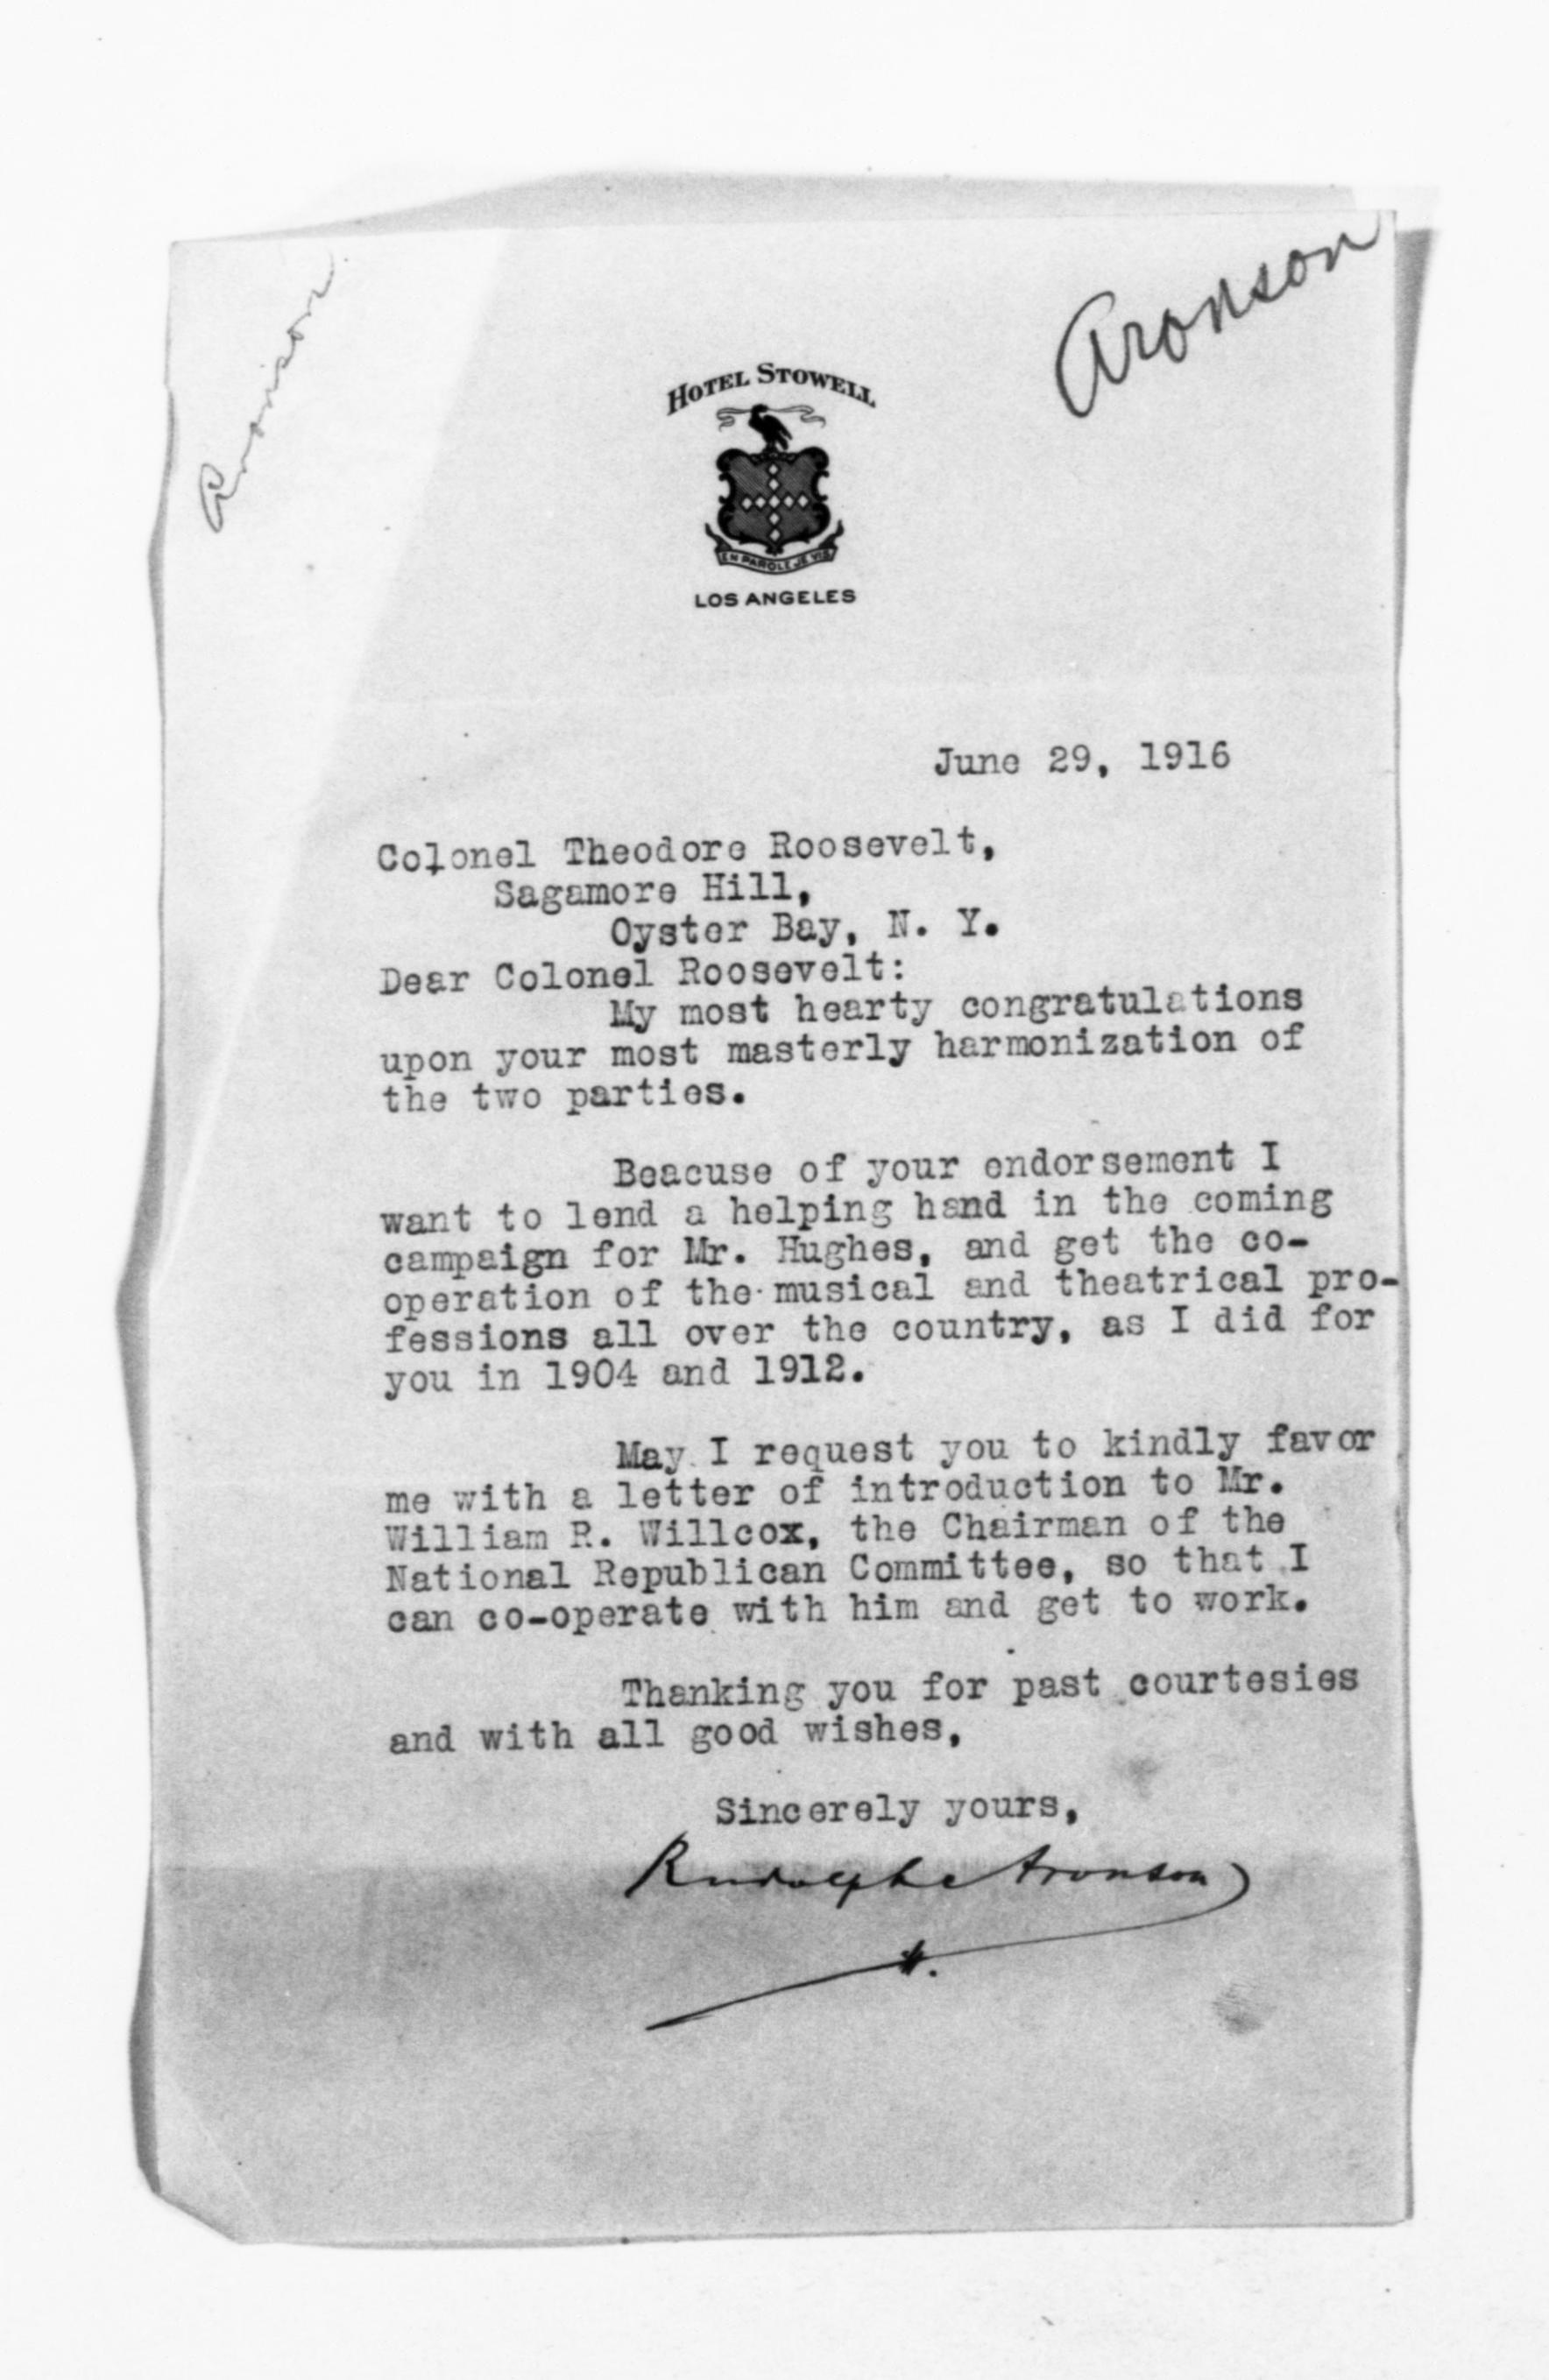 Aronson
Aronson
HOTEL STOWELL
EN PAROLE JE VIS
LOS ANGELES
June 29, 1916
Colonel Theodore Roosevelt,
Sagamore Hill,
Oyster Bay, N. Y.
Dear Colonel Roosevelt:
My most hearty congratulations
upon your most masterly harmonization of
the two parties.
Beacuse of your endorsement I
want to lend a helping hand in the coming
campaign for Mr. Hughes, and get the co-
operation of the musical and theatrical pro-
fessions all over the country, as I did for
you in 1904 and 1912.
May I request you to kindly favor
me with a letter of introduction to Mr.
William R. Willcox, the Chairman of the
National Republican Committee, so that I
can co-operate with him and get to work.
Thanking you for past courtesies
and with all good wishes,
Sincerely yours,
Rudolph Aronson